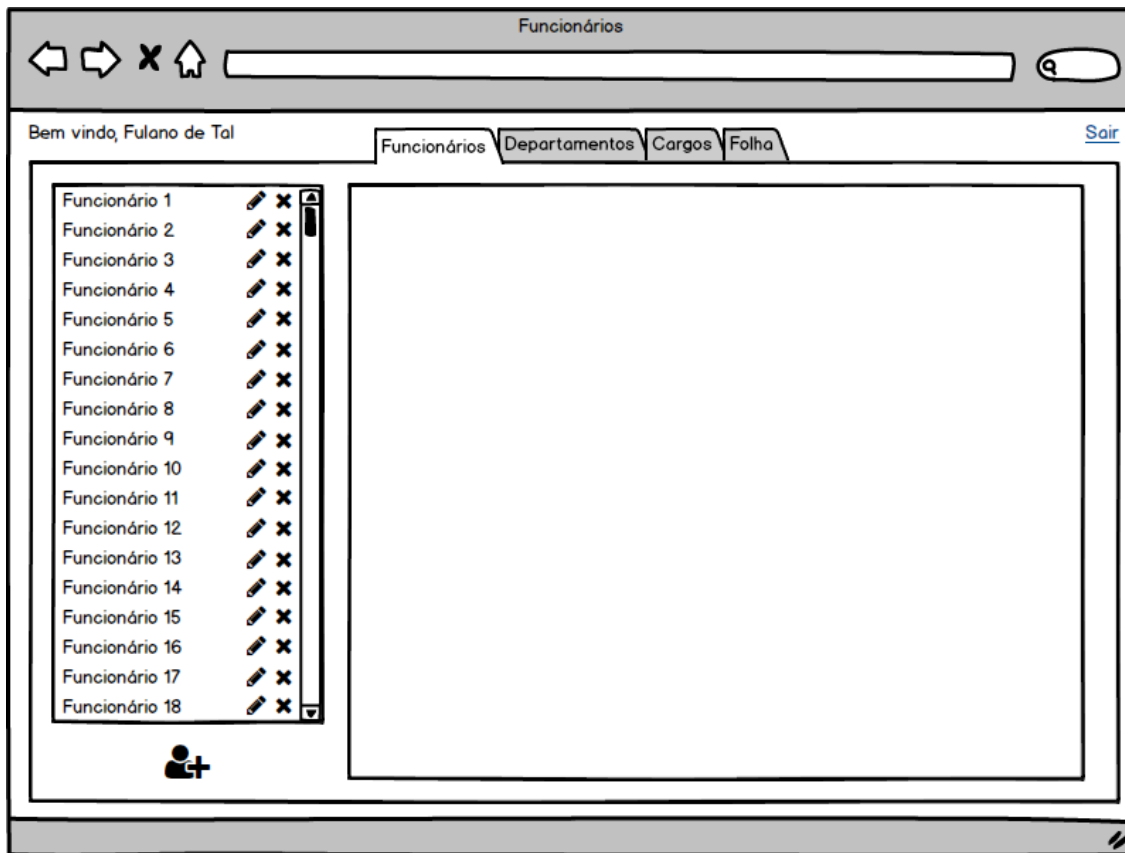 Funcionários
Bem vindo, Fulano de Tal
Funcionários Departamentos Cargos Folha
Sair
Funcionário 1
Funcionário 2
Funcionário 3
Funcionário 4
Funcionário 5
Funcionário 6
Funcionário 7
Funcionário 8
Funcionário 9
Funcionário 10
Funcionário 11
Funcionário 12
Funcionário 13
Funcionário 14
Funcionário 15
Funcionário 16
Funcionário 17
Funcionário 18